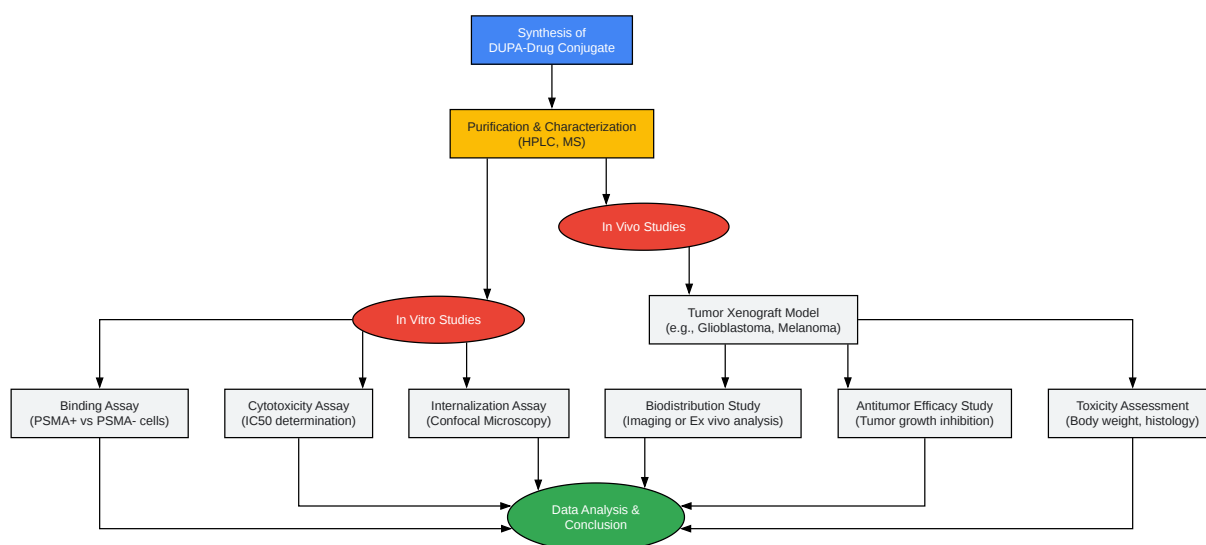 Synthesis of
DUPA-Drug Conjugate
Purification & Characterization
(HPLC, MS)
In Vivo Studies
In Vitro Studies
Tumor Xenograft Model
(e.g., Glioblastoma, Melanoma)
Binding Assay
(PSMA+ vs PSMA- cells)
Cytotoxicity Assay
(IC50 determination)
Internalization Assay
(Confocal Microscopy)
Biodistribution Study
(Imaging or Ex vivo analysis)
Antitumor Efficacy Study
(Tumor growth inhibition)
Toxicity Assessment
(Body weight, histology)
Data Analysis &
Conclusion